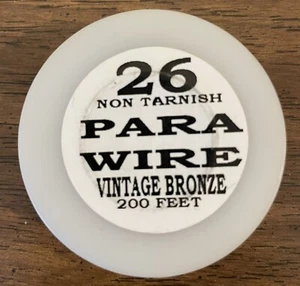 26
NON TARNISH
PARA
WIRE
VINTAGE BRONZE
200 FEET